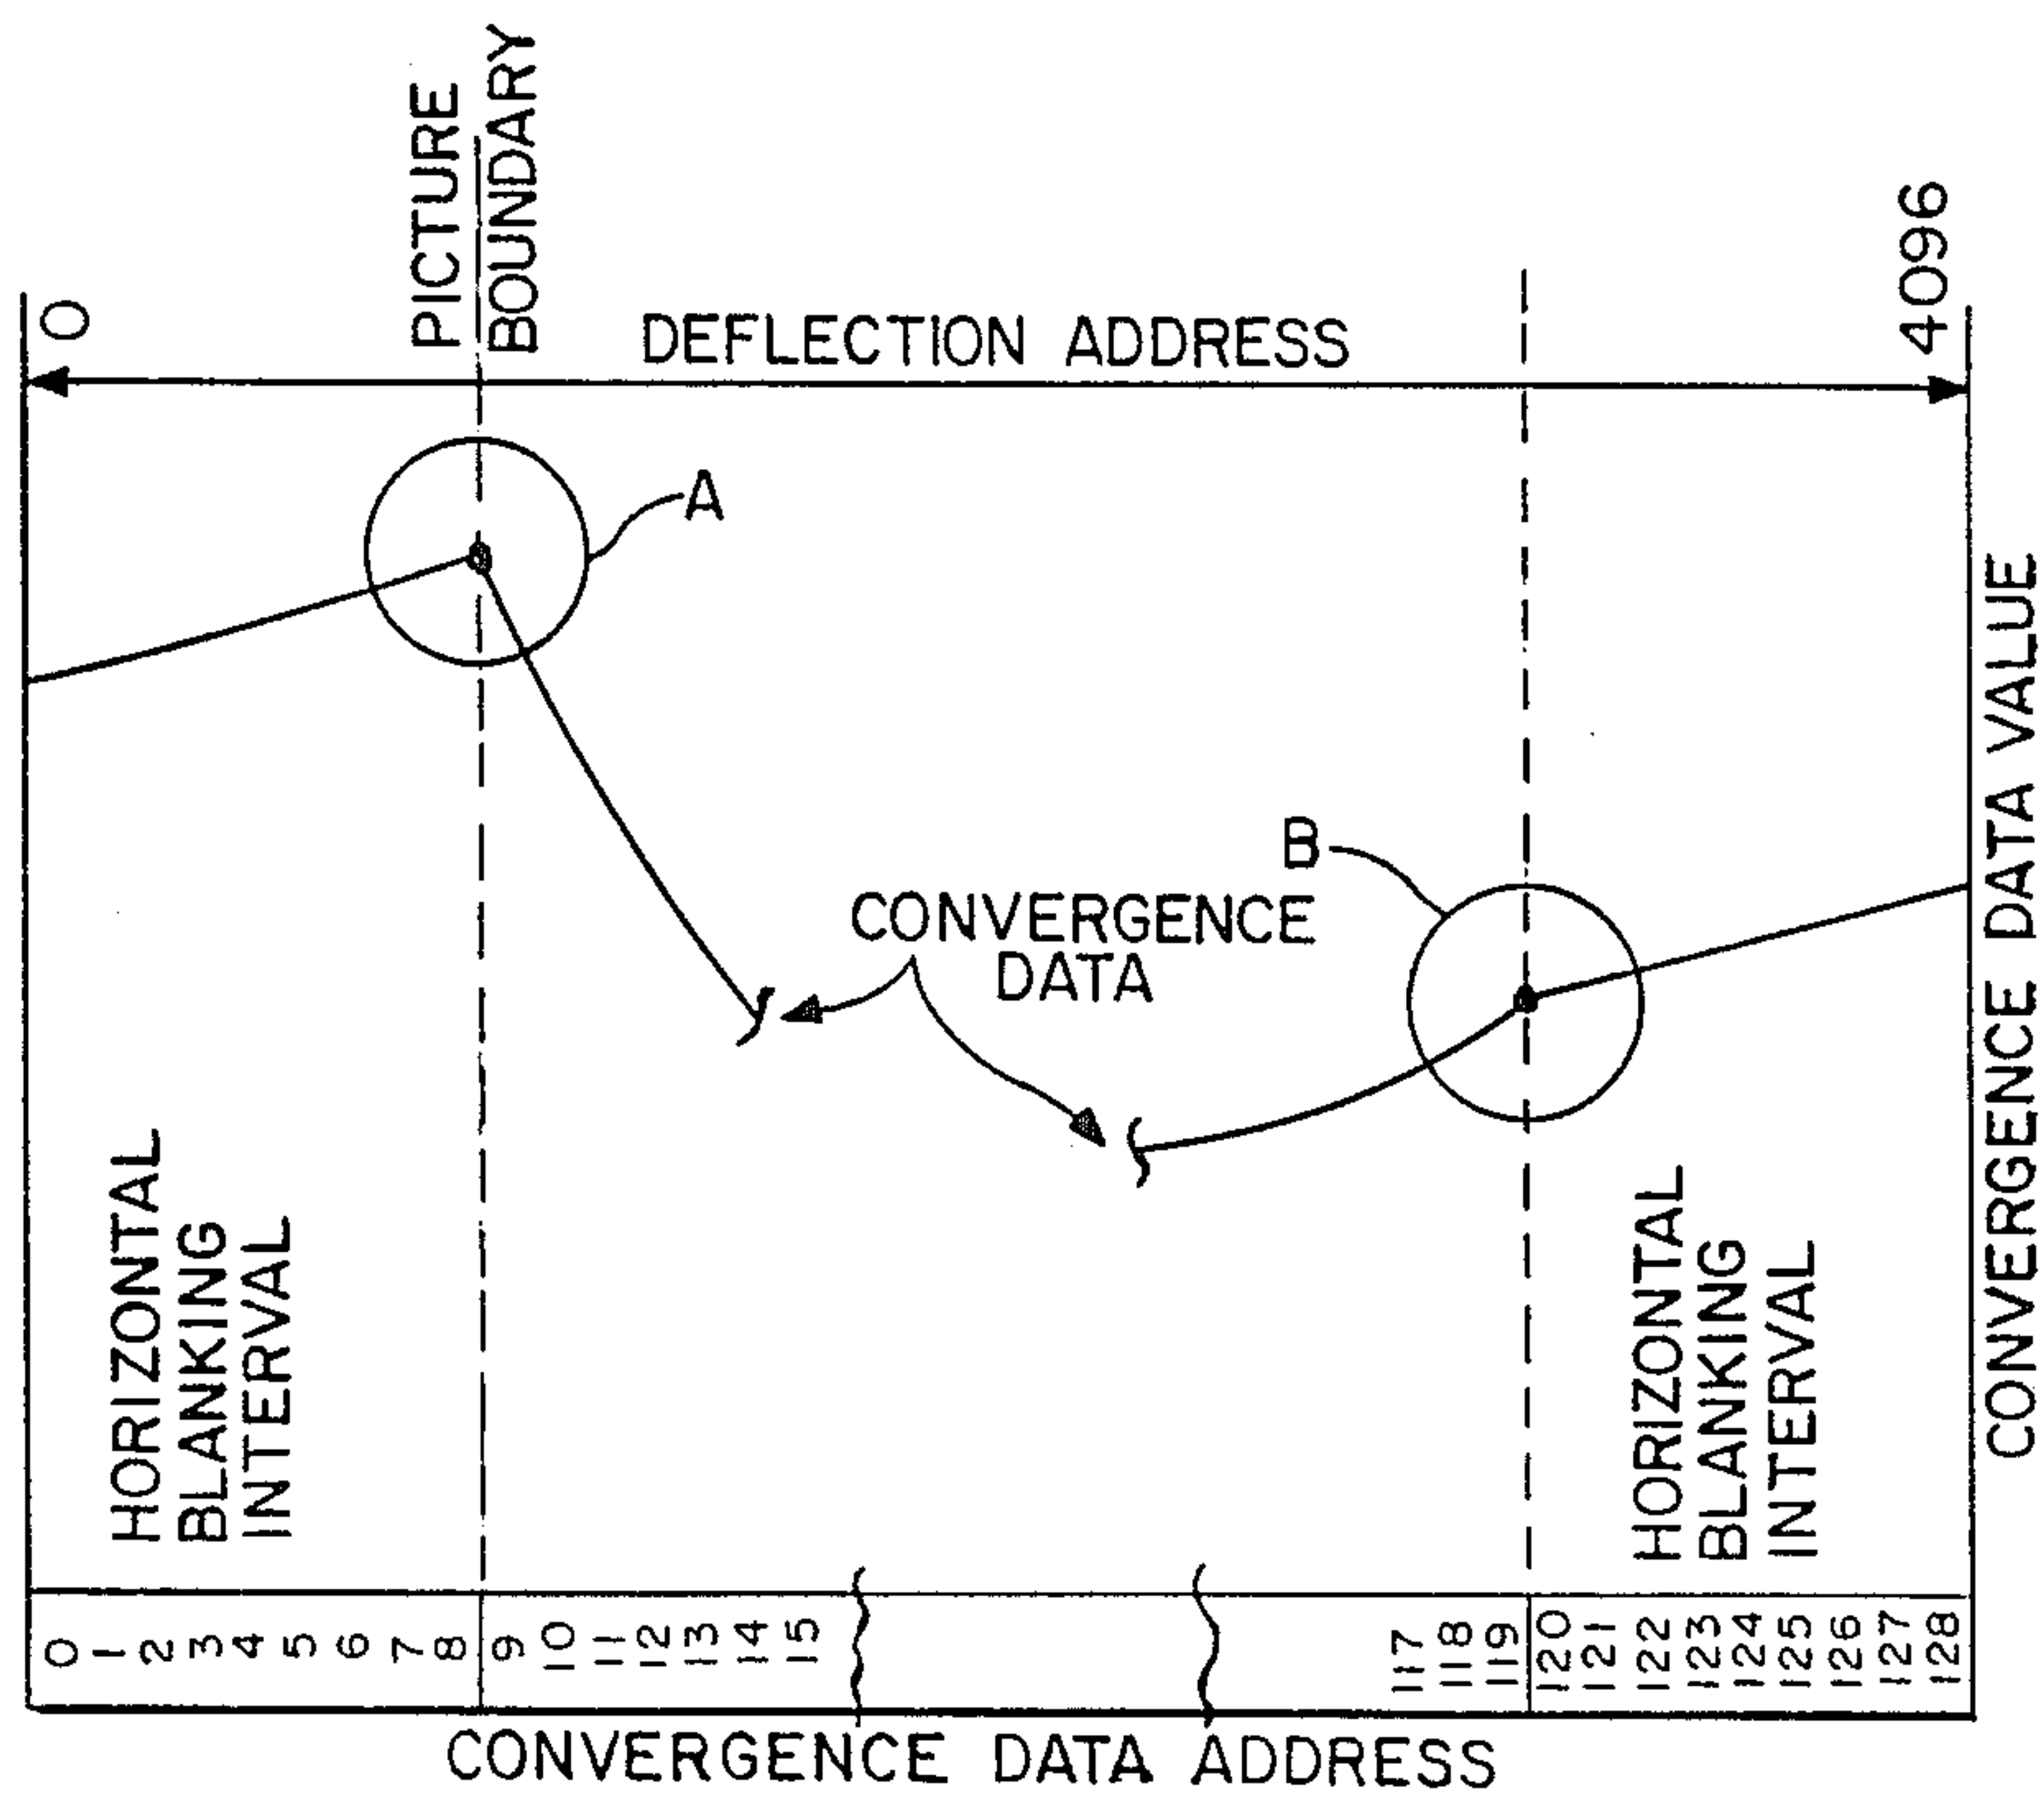 0
4096
DEFLECTION ADDRESS
PICTURE
BOUNDARY
A
B
CONVERGENCE
DATA
HORIZONTAL
BLANKING
INTERVAL
HORIZONTAL
BLANKING
INTERVAL
0
1
2
3
4
5
6
7
8
9
10
11
12
13
14
15
117
118
119
120
121
122
123
124
125
126
127
128
CONVERGENCE DATA ADDRESS
CONVERGENCE DATA VALUE